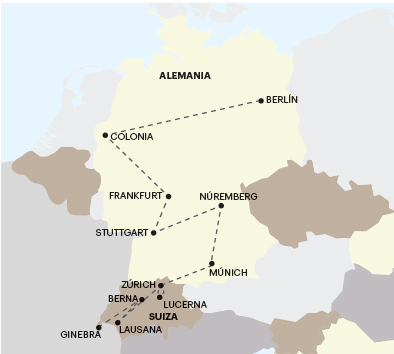 ALEMANIA
BERLÍN
COLONIA
FRANKFURT
NÚREMBERG
STUTTGART
MÚNICH
ZÚRICH
BERNA
LUCERNA
SUIZA
LAUSANA
GINEBRA